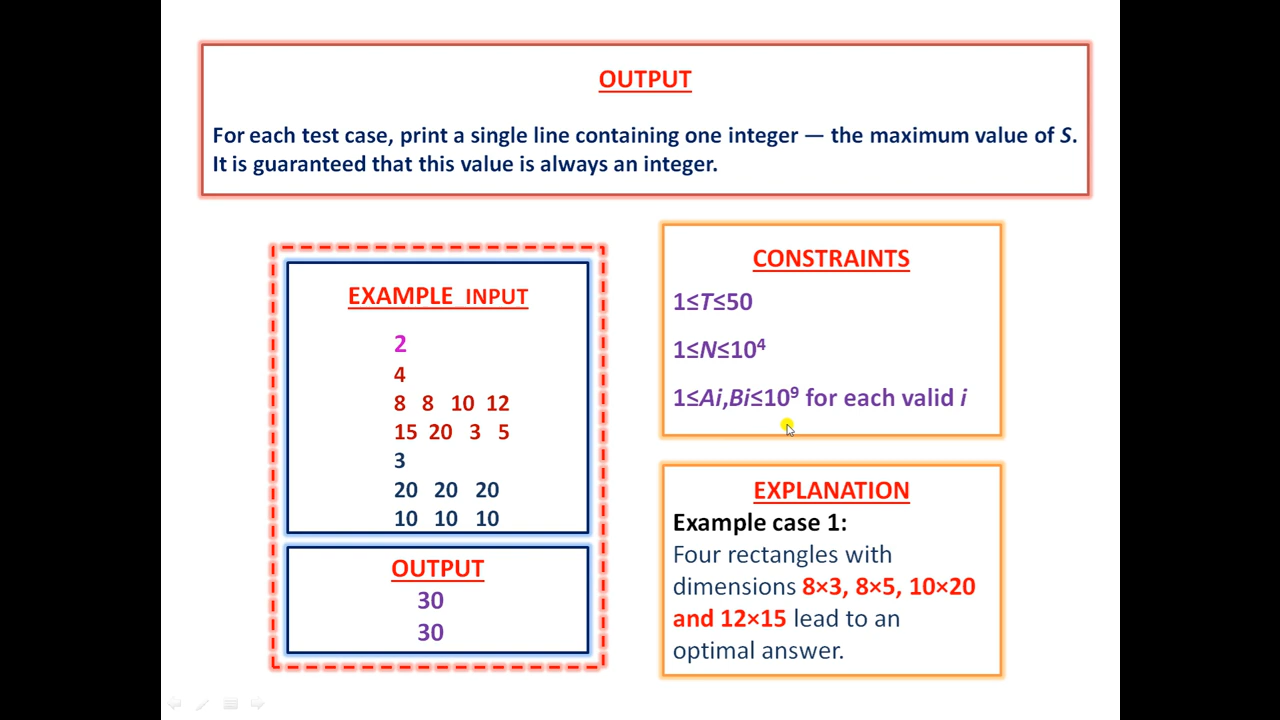 OUTPUT
For each test case, print a single line containing one integer — the maximum value of S.
It is guaranteed that this value is always an integer.
EXAMPLE INPUT
2
4
8 8 10 12
15 20 3 5
3
20 20 20
10 10 10
OUTPUT
30
30
CONSTRAINTS
1≤T≤50
1≤N≤10⁴
1≤Ai,Bi≤10⁹ for each valid i
EXPLANATION
Example case 1:
Four rectangles with
dimensions 8×3, 8×5, 10×20
and 12×15 lead to an
optimal answer.